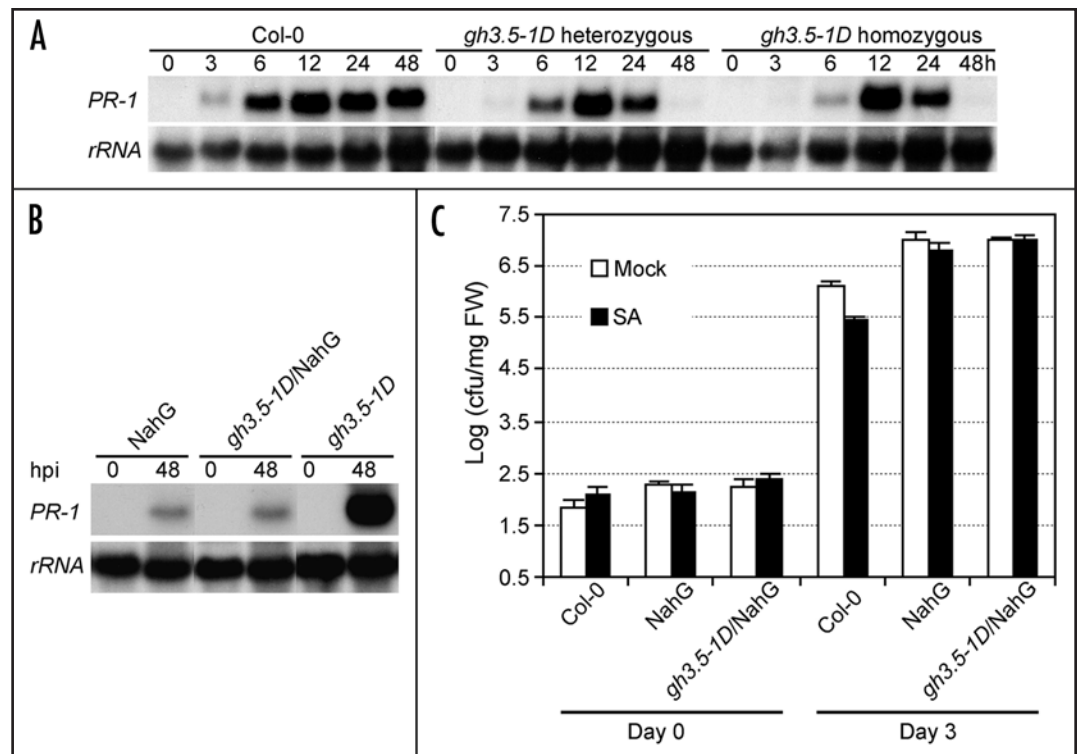 A
Col-0 gh3.5-1D heterozygous gh3.5-1D homozygous
0 3 6 12 24 48 0 3 6 12 24 48 0 3 6 12 24 48h
PR-1
rRNA
B
NahG gh3.5-1D/NahG gh3.5-1D
hpi 0 48 0 48 0 48
PR-1
rRNA
C
Log (cfu/mg FW)
7.5
6.5
5.5
4.5
3.5
2.5
1.5
0.5
Mock
SA
Col-0 NahG gh3.5-1D/NahG Col-0 NahG gh3.5-1D/NahG
Day 0 Day 3